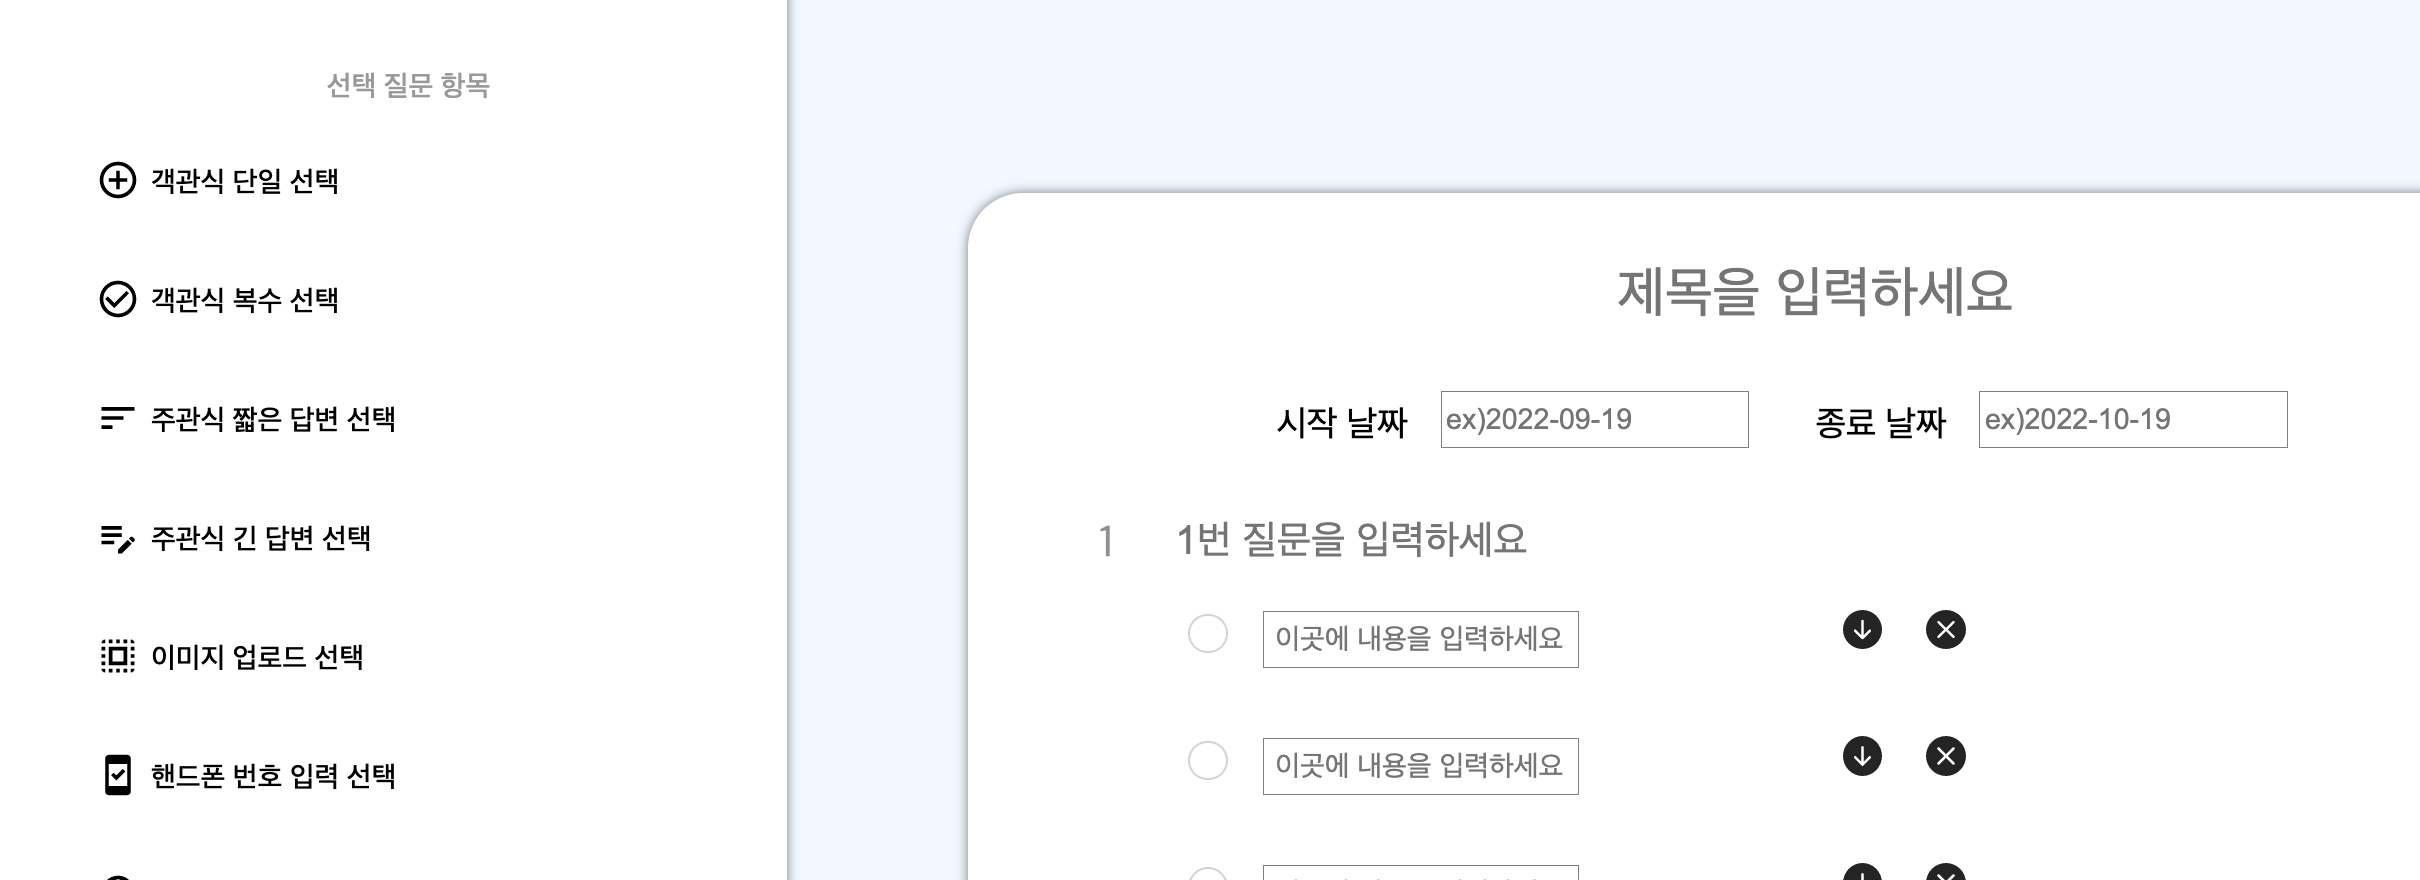 선택 질문 항목
객관식 단일 선택
객관식 복수 선택
주관식 짧은 답변 선택
주관식 긴 답변 선택
이미지 업로드 선택
핸드폰 번호 입력 선택
제목을 입력하세요
시작 날짜 ex)2022-09-19 종료 날짜 ex)2022-10-19
1 1번 질문을 입력하세요
이곳에 내용을 입력하세요
이곳에 내용을 입력하세요